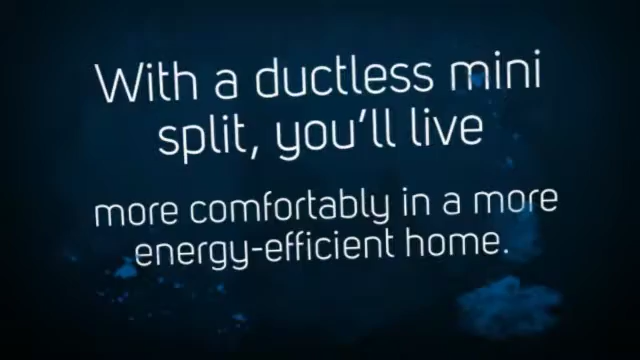 With a ductless mini
split, you'll live
more comfortably in a more
energy-efficient home.